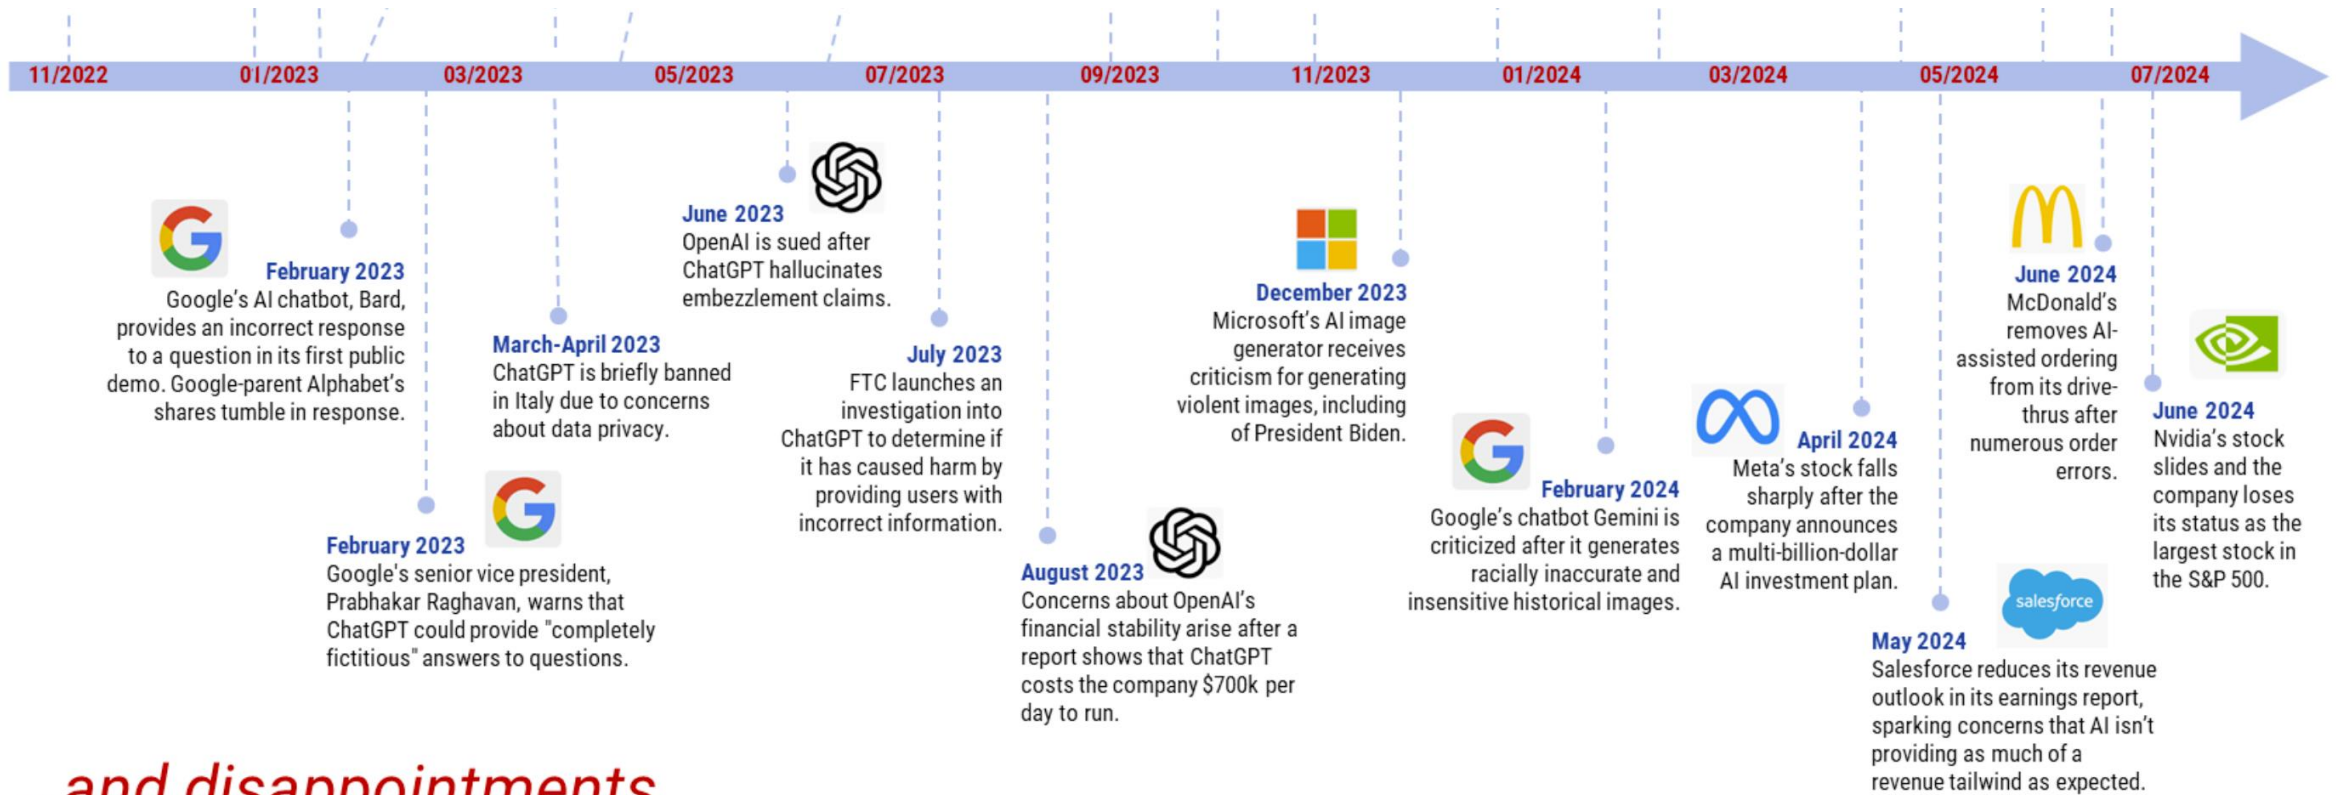 11/2022
01/2023
03/2023
05/2023
07/2023
09/2023
11/2023
01/2024
03/2024
05/2024
07/2024
February 2023
Google's AI chatbot, Bard,
provides an incorrect response
to a question in its first public
demo. Google-parent Alphabet's
shares tumble in response.
February 2023
Google's senior vice president,
Prabhakar Raghavan, warns that
ChatGPT could provide "completely
fictitious" answers to questions.
March-April 2023
ChatGPT is briefly banned
in Italy due to concerns
about data privacy.
June 2023
OpenAI is sued after
ChatGPT hallucinates
embezzlement claims.
July 2023
FTC launches an
investigation into
ChatGPT to determine if
it has caused harm by
providing users with
incorrect information.
August 2023
Concerns about OpenAI's
financial stability arise after a
report shows that ChatGPT
costs the company $700k per
day to run.
December 2023
Microsoft's AI image
generator receives
criticism for generating
violent images, including
of President Biden.
February 2024
Google's chatbot Gemini is
criticized after it generates
racially inaccurate and
insensitive historical images.
April 2024
Meta's stock falls
sharply after the
company announces
a multi-billion-dollar
AI investment plan.
salesforce
May 2024
Salesforce reduces its revenue
outlook in its earnings report,
sparking concerns that AI isn't
providing as much of a
revenue tailwind as expected.
June 2024
McDonald's
removes AI-
assisted ordering
from its drive-
thrus after
numerous order
errors.
June 2024
Nvidia's stock
slides and the
company loses
its status as the
largest stock in
the S&P 500.
and disappointments